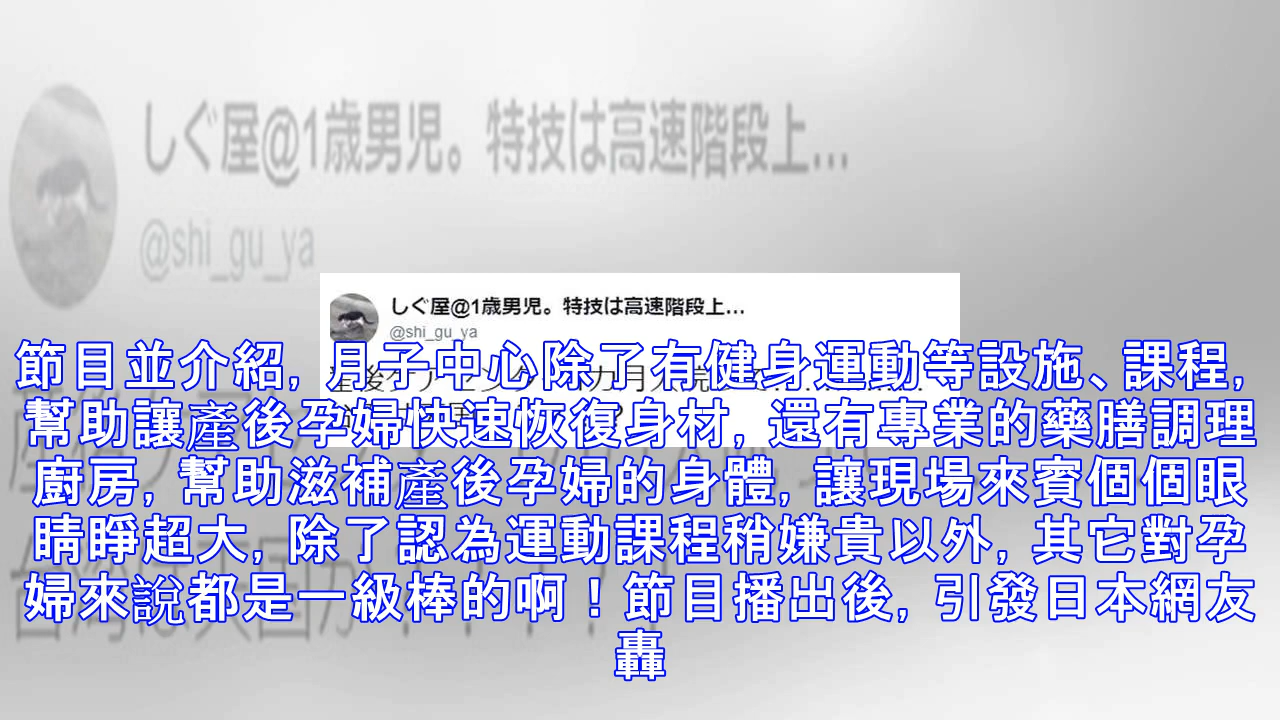 しぐ屋@1歳男児。特技は高速階段上...
@shi_gu_ya
しぐ屋@1歳男児。特技は高速階段上...
@shi_gu_ya
節目並介紹, 月子中心除了有健身運動等設施、課程,
幫助讓產後孕婦快速恢復身材, 還有專業的藥膳調理
廚房, 幫助滋補產後孕婦的身體, 讓現場來賓個個眼
睛睜超大, 除了認為運動課程稍嫌貴以外, 其它對孕
婦來說都是一級棒的啊！節目播出後, 引發日本網友
轟